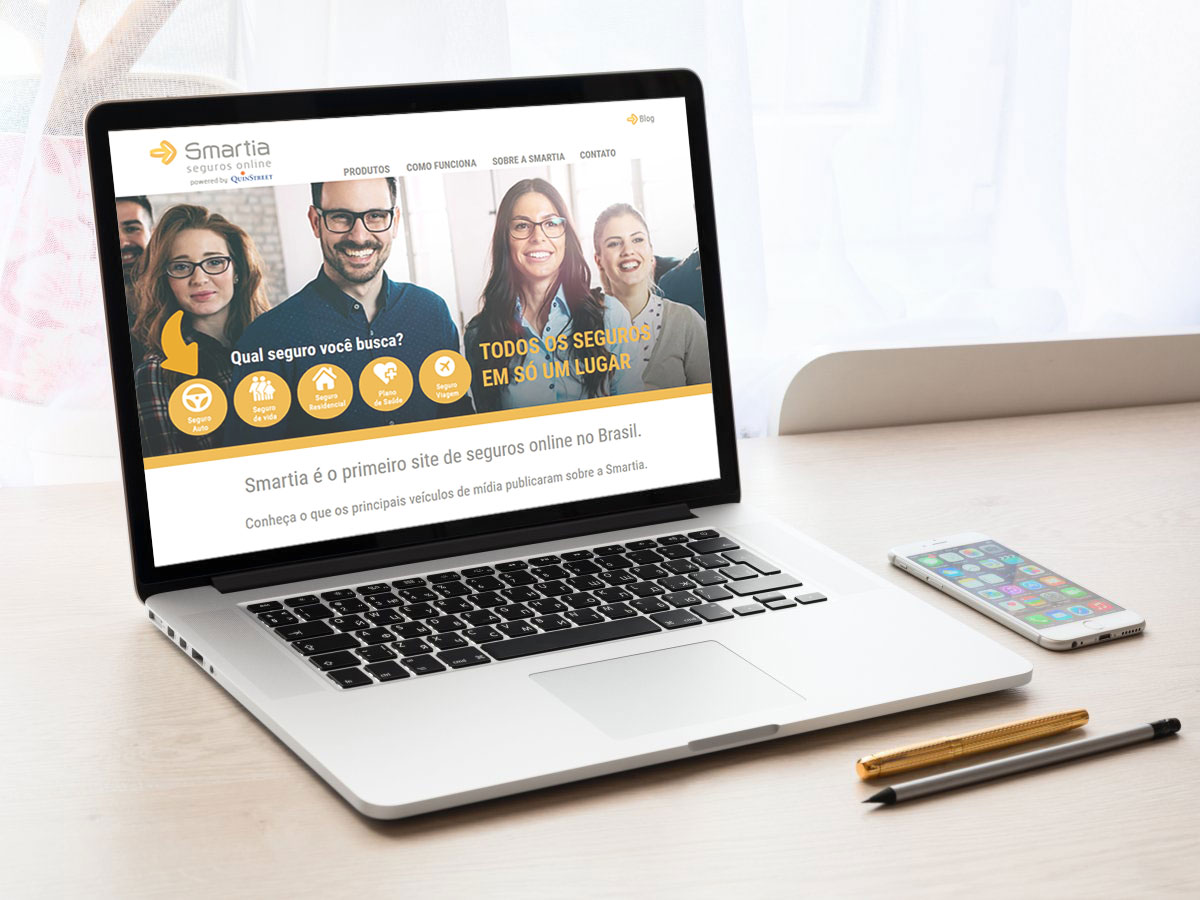 Smartia
seguros online
powered by QUINSTREET
Blog
PRODUTOS COMO FUNCIONA SOBRE A SMARTIA CONTATO
Qual seguro você busca?
TODOS OS SEGUROS
EM SÓ UM LUGAR
Seguro
Auto
Seguro
de vida
Seguro
Residencial
Plano
de Saúde
Seguro
Viagem
Smartia é o primeiro site de seguros online no Brasil.
Conheça o que os principais veículos de mídia publicaram sobre a Smartia.